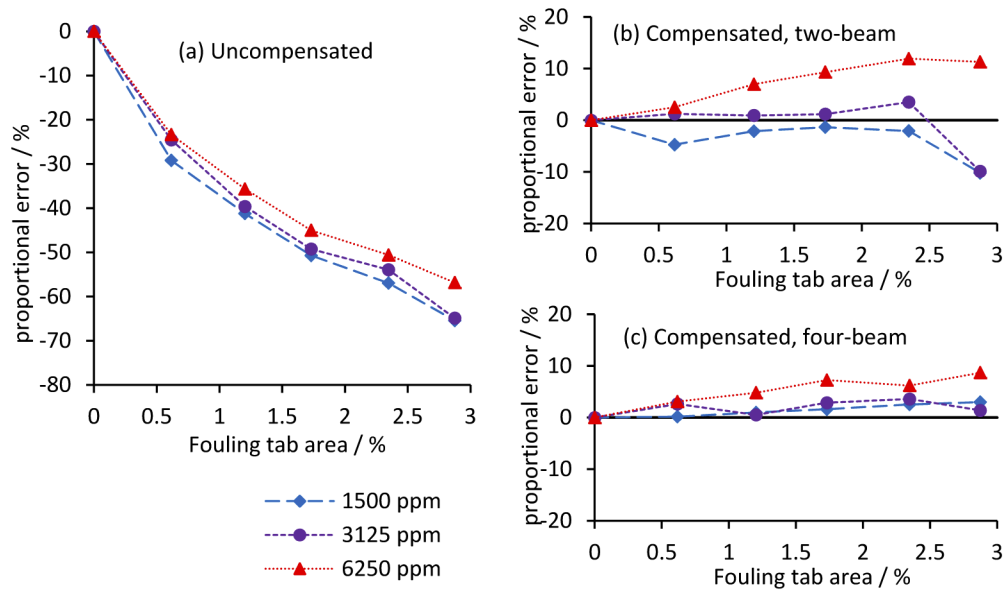 (a) Uncompensated
proportional error / %
0
-10
-20
-30
-40
-50
-60
-70
-80
0 0.5 1 1.5 2 2.5 3
Fouling tab area / %
1500 ppm
3125 ppm
6250 ppm
(b) Compensated, two-beam
proportional error / %
20
10
0
-10
-20
0 0.5 1 1.5 2 2.5 3
Fouling tab area / %
(c) Compensated, four-beam
proportional error / %
20
10
0
-10
-20
0 0.5 1 1.5 2 2.5 3
Fouling tab area / %